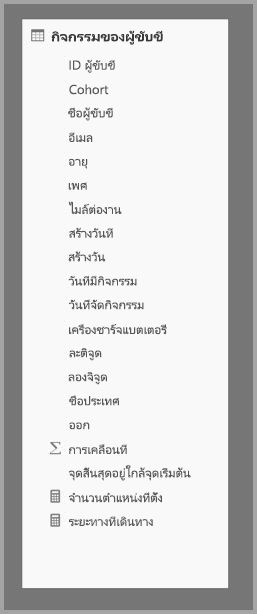 กิจกรรมของผู้ขับขี่
ID ผู้ขับขี่
Cohort
ชื่อผู้ขับขี่
อีเมล
อายุ
เพศ
ไมล์ต่องาน
สร้างวันที่
สร้างวัน
วันที่มีกิจกรรม
วันที่จัดกิจกรรม
เครื่องชาร์จแบตเตอรี่
ละติจูด
ลองจิจูด
ชื่อประเทศ
ออก
การเคลื่อนที่
จุดสิ้นสุดอยู่ใกล้จุดเริ่มต้น
จำนวนตำแหน่งที่ตั้ง
ระยะทางที่เดินทาง